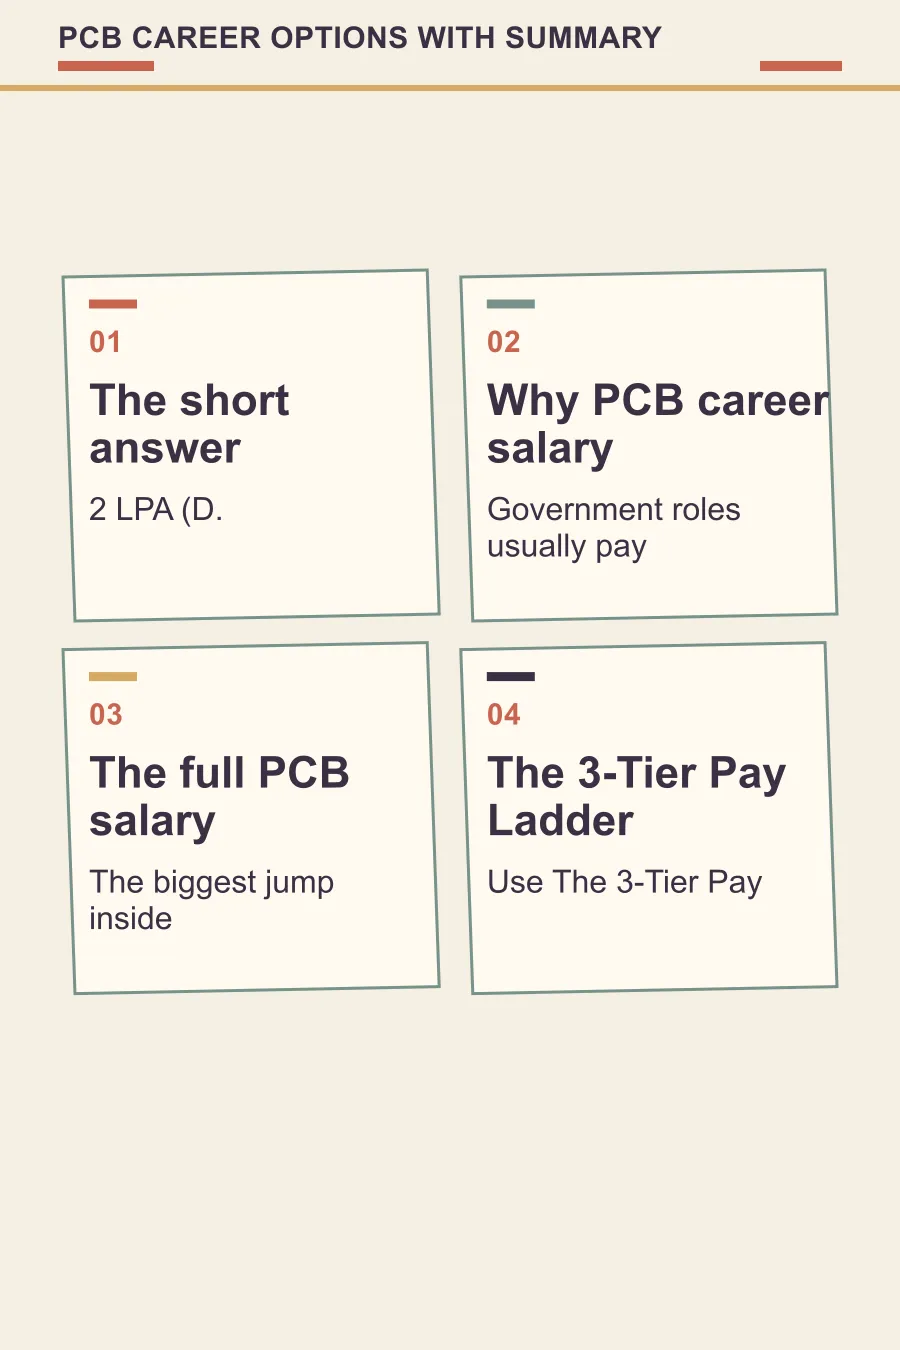 PCB CAREER OPTIONS WITH SUMMARY
01
The short
answer
2 LPA (D.
02
Why PCB career
salary
Government roles
usually pay
03
The full PCB
salary
The biggest jump
inside
04
The 3-Tier Pay
Ladder
Use The 3-Tier Pay